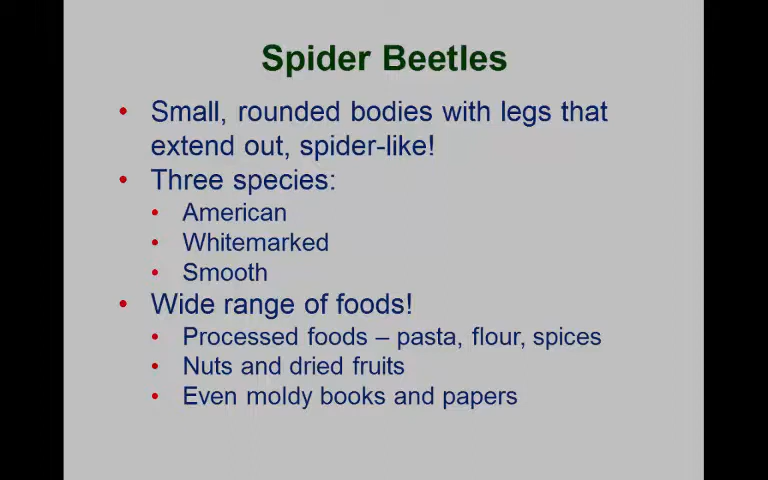 Spider Beetles
• Small, rounded bodies with legs that
extend out, spider-like!
• Three species:
• American
• Whitemarked
• Smooth
• Wide range of foods!
• Processed foods – pasta, flour, spices
• Nuts and dried fruits
• Even moldy books and papers